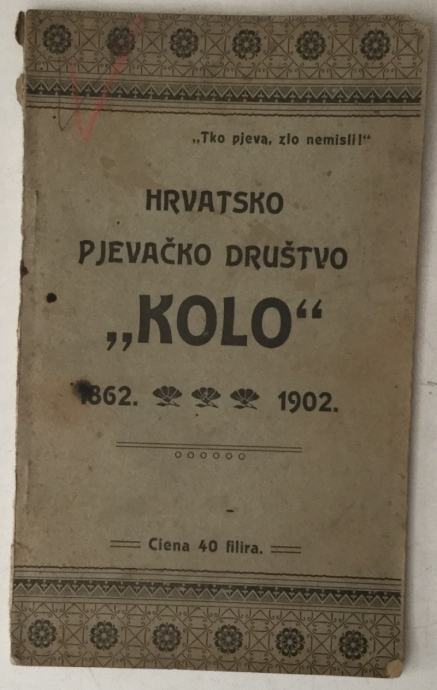 „Tko pjeva, zlo nemisli!“
HRVATSKO
PJEVAČKO DRUŠTVO
„KOLO“
1862. 1902.
Ciena 40 filira.